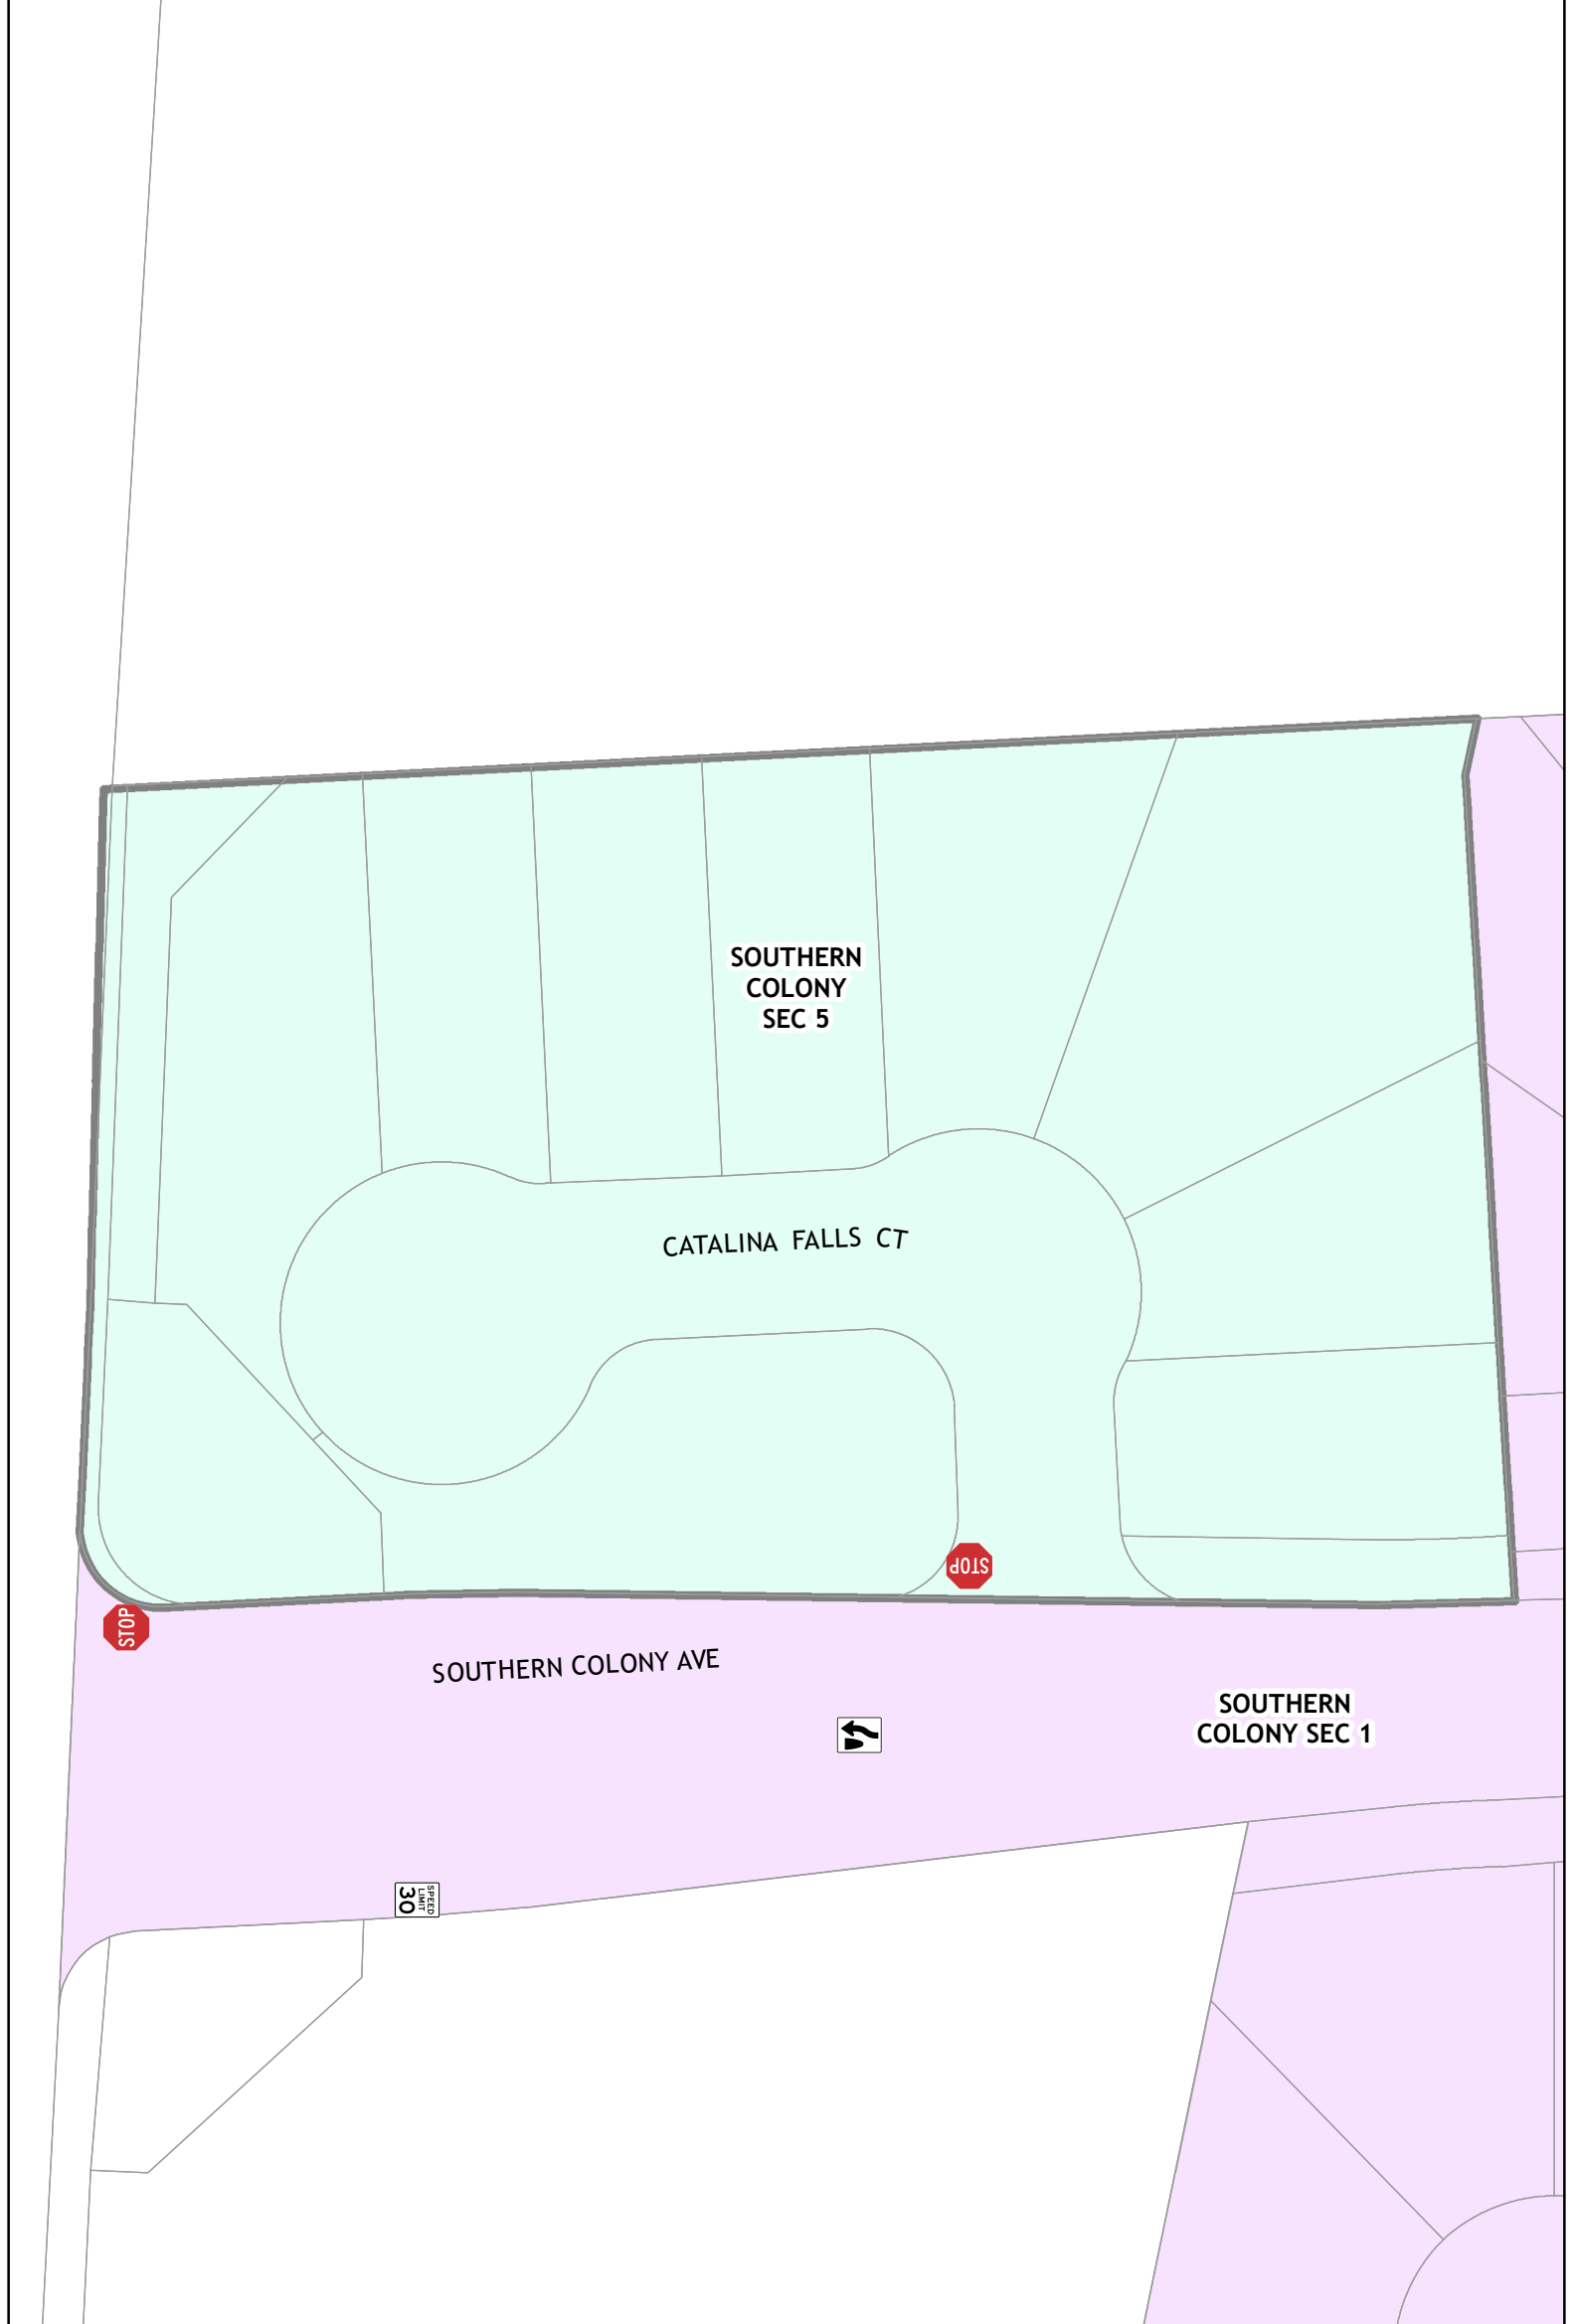 SOUTHERN
COLONY
SEC 5
CATALINA FALLS CT
STOP
STOP
SOUTHERN COLONY AVE
SOUTHERN
COLONY SEC 1
SPEED
LIMIT
30